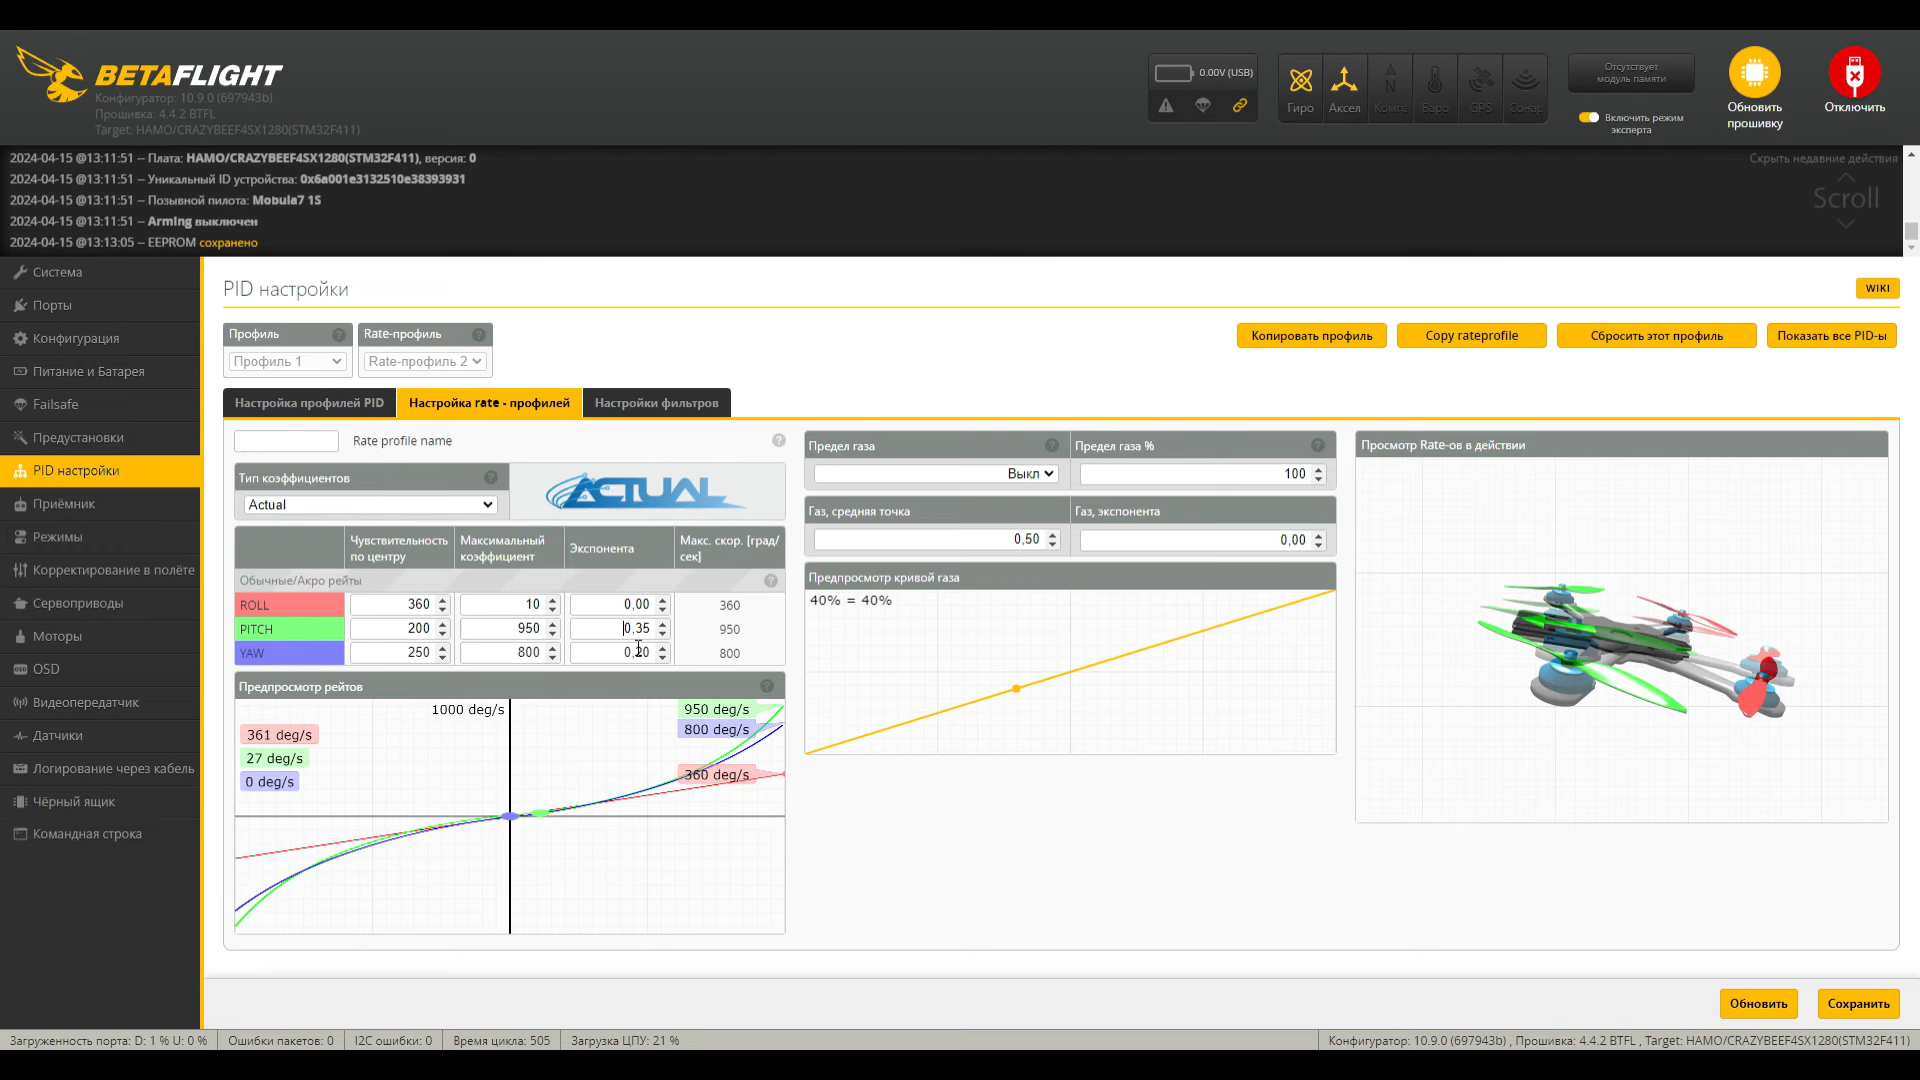 BETAFLIGHT
Конфигуратор: 10.9.0 (697943b)
Прошивка: 4.4.2 BTFL
Target: HAMO/CRAZYBEEF4SX1280(STM32F411)
0.00V (USB)
Гиро
Аксел
Комп
Баро
GPS
Сонар
Отсутствует
модуль памяти
Включить режим
эксперта
Обновить
прошивку
Отключить
2024-04-15 @13:11:51 -- Плата: HAMO/CRAZYBEEF4SX1280(STM32F411), версия: 0
2024-04-15 @13:11:51 -- Уникальный ID устройства: 0x6a001e3132510e38393931
2024-04-15 @13:11:51 -- Позывной пилота: Mobula7 1S
2024-04-15 @13:11:51 -- Arming выключен
2024-04-15 @13:13:05 -- EEPROM сохранено
Скрыть недавние действия
Scroll
Система
Порты
Конфигурация
Питание и Батарея
Failsafe
Предустановки
PID настройки
Приёмник
Режимы
Корректирование в полёте
Сервоприводы
Моторы
OSD
Видеопередатчик
Датчики
Логирование через кабель
Чёрный ящик
Командная строка
PID настройки
WIKI
Профиль
Rate-профиль
Профиль 1
Rate-профиль 2
Копировать профиль
Copy rateprofile
Сбросить этот профиль
Показать все PID-ы
Настройка профилей PID
Настройка rate - профилей
Настройки фильтров
Rate profile name
Тип коэффициентов
Actual
ACTUAL
Чувствительность по центру
Максимальный коэффициент
Экспонента
Макс. скор. [град/сек]
Обычные/Акро рейты
ROLL 360 10 0,00 360
PITCH 200 950 0,35 950
YAW 250 800 0,20 800
Предпросмотр рейтов
1000 deg/s
950 deg/s
800 deg/s
361 deg/s
27 deg/s
0 deg/s
360 deg/s
Предел газа
Предел газа %
Выкл
100
Газ, средняя точка
Газ, экспонента
0,50
0,00
Предпросмотр кривой газа
40% = 40%
Просмотр Rate-ов в действии
Обновить
Сохранить
Загруженность порта: D: 1 % U: 0 %
Ошибки пакетов: 0
I2C ошибки: 0
Время цикла: 505
Загрузка ЦПУ: 21 %
Конфигуратор: 10.9.0 (697943b) , Прошивка: 4.4.2 BTFL , Target: HAMO/CRAZYBEEF4SX1280(STM32F411)